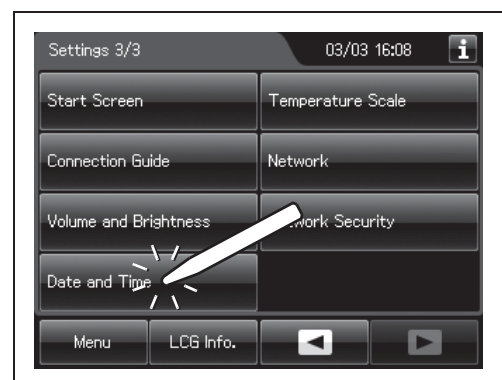 Settings 3/3
03/03 16:08
Start Screen
Temperature Scale
Connection Guide
Network
Volume and Brightness
Security
Date and Time
Menu
LCG Info.